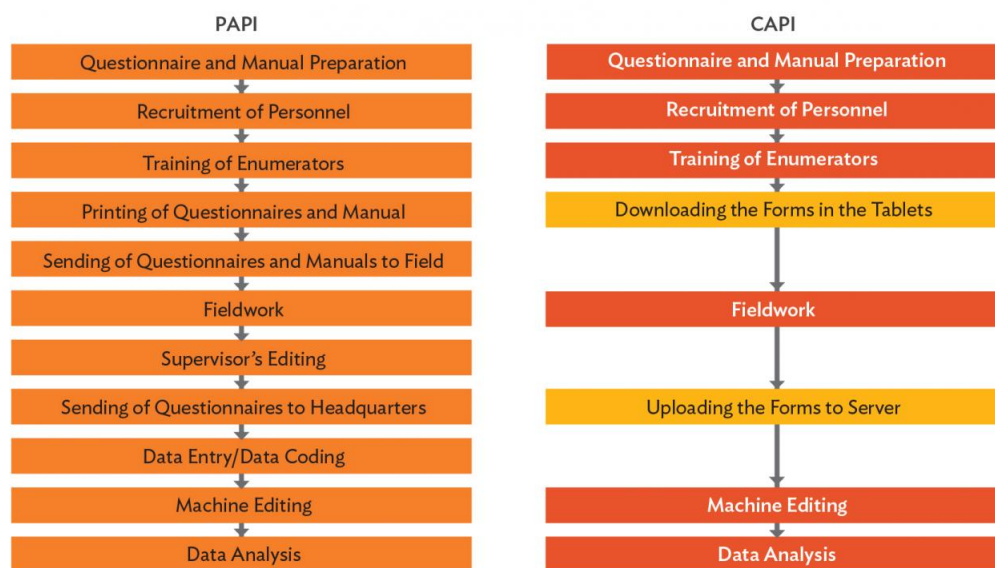 PAPI
Questionnaire and Manual Preparation
Recruitment of Personnel
Training of Enumerators
Printing of Questionnaires and Manual
Sending of Questionnaires and Manuals to Field
Fieldwork
Supervisor's Editing
Sending of Questionnaires to Headquarters
Data Entry/Data Coding
Machine Editing
Data Analysis
CAPI
Questionnaire and Manual Preparation
Recruitment of Personnel
Training of Enumerators
Downloading the Forms in the Tablets
Fieldwork
Uploading the Forms to Server
Machine Editing
Data Analysis